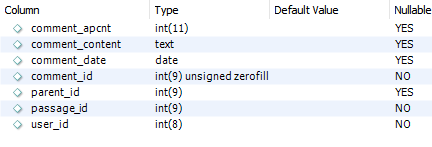 Column Type Default Value Nullable
comment_apcnt int(11) YES
comment_content text YES
comment_date date YES
comment_id int(9) unsigned zerofill NO
parent_id int(9) YES
passage_id int(9) NO
user_id int(8) NO